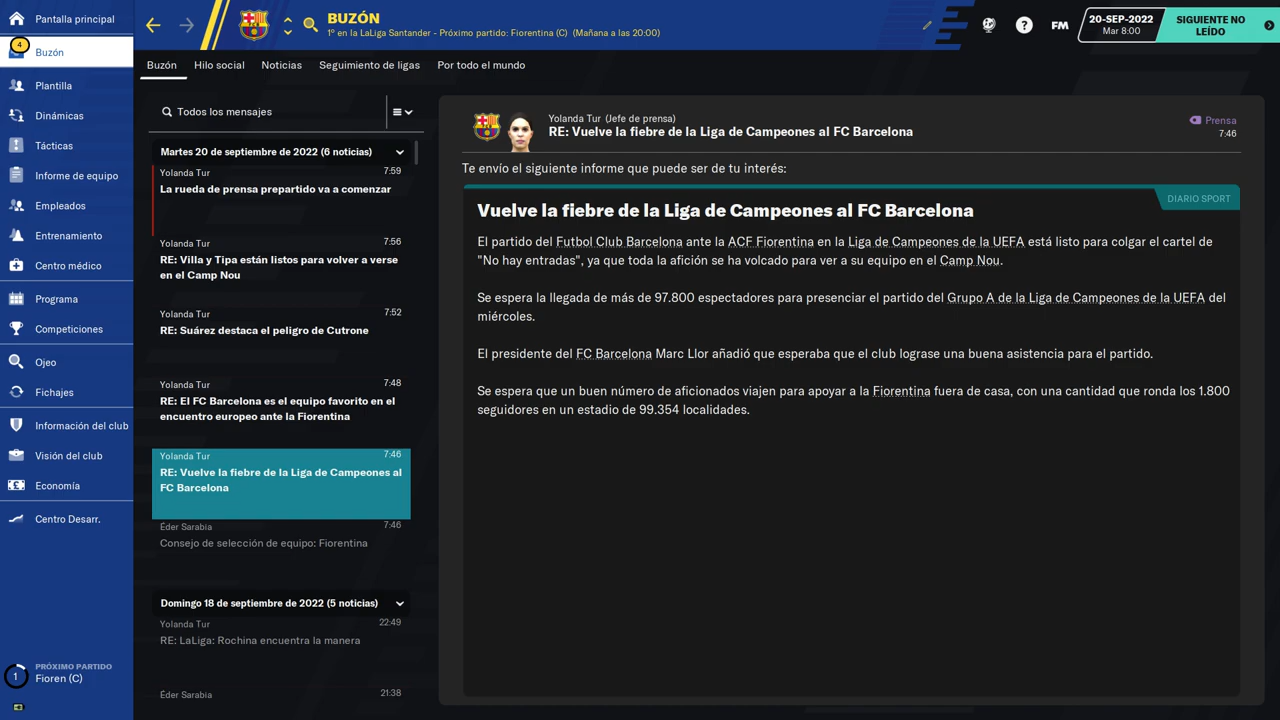 Pantalla principal
4
Buzón
Plantilla
Dinámicas
Tácticas
Informe de equipo
Empleados
Entrenamiento
Centro médico
Programa
Competiciones
Ojeo
Fichajes
Información del club
Visión del club
Economía
Centro Desarr.
PRÓXIMO PARTIDO
1
Fioren (C)
BUZÓN
1º en la LaLiga Santander - Próximo partido: Fiorentina (C) (Mañana a las 20:00)
?
FM
20-SEP-2022
Mar 8:00
SIGUIENTE NO LEÍDO
Buzón
Hilo social
Noticias
Seguimiento de ligas
Por todo el mundo
Todos los mensajes
Martes 20 de septiembre de 2022 (6 noticias)
Yolanda Tur 7:59
La rueda de prensa prepartido va a comenzar
Yolanda Tur 7:56
RE: Villa y Tipa están listos para volver a verse
en el Camp Nou
Yolanda Tur 7:52
RE: Suárez destaca el peligro de Cutrone
Yolanda Tur 7:48
RE: El FC Barcelona es el equipo favorito en el
encuentro europeo ante la Fiorentina
Yolanda Tur 7:46
RE: Vuelve la fiebre de la Liga de Campeones al
FC Barcelona
Éder Sarabia 7:46
Consejo de selección de equipo: Fiorentina
Domingo 18 de septiembre de 2022 (5 noticias)
Yolanda Tur 22:49
RE: LaLiga: Rochina encuentra la manera
Éder Sarabia 21:38
Yolanda Tur (Jefe de prensa)
RE: Vuelve la fiebre de la Liga de Campeones al FC Barcelona
Prensa
7:46
Te envío el siguiente informe que puede ser de tu interés:
DIARIO SPORT
Vuelve la fiebre de la Liga de Campeones al FC Barcelona
El partido del Futbol Club Barcelona ante la ACF Fiorentina en la Liga de Campeones de la UEFA está listo para colgar el cartel de
"No hay entradas", ya que toda la afición se ha volcado para ver a su equipo en el Camp Nou.
Se espera la llegada de más de 97.800 espectadores para presenciar el partido del Grupo A de la Liga de Campeones de la UEFA del
miércoles.
El presidente del FC Barcelona Marc Llor añadió que esperaba que el club lograse una buena asistencia para el partido.
Se espera que un buen número de aficionados viajen para apoyar a la Fiorentina fuera de casa, con una cantidad que ronda los 1.800
seguidores en un estadio de 99.354 localidades.